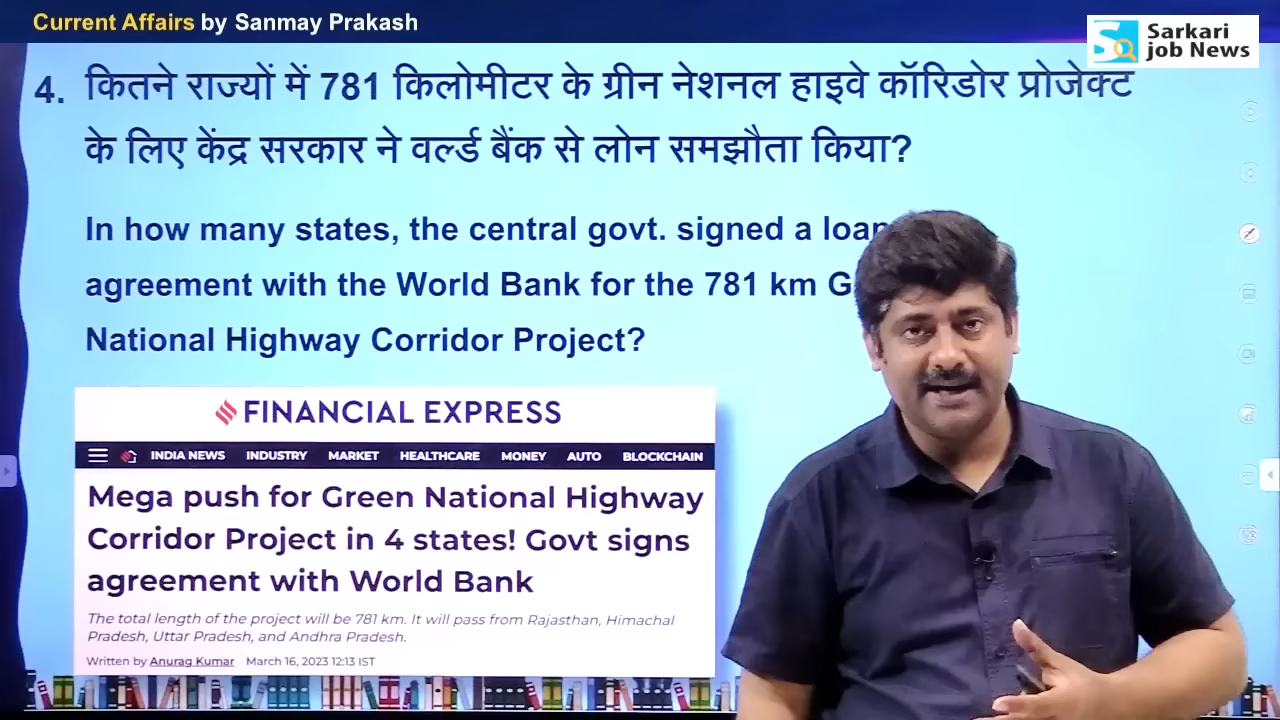 Current Affairs by Sanmay Prakash
Sarkari
job News
4. कितने राज्यों में 781 किलोमीटर के ग्रीन नेशनल हाइवे कॉरिडोर प्रोजेक्ट
के लिए केंद्र सरकार ने वर्ल्ड बैंक से लोन समझौता किया?
In how many states, the central govt. signed a loan
agreement with the World Bank for the 781 km
National Highway Corridor Project?
FINANCIAL EXPRESS
INDIA NEWS INDUSTRY MARKET HEALTHCARE MONEY AUTO BLOCKCHAIN
Mega push for Green National Highway
Corridor Project in 4 states! Govt signs
agreement with World Bank
The total length of the project will be 781 km. It will pass from Rajasthan, Himachal
Pradesh, Uttar Pradesh, and Andhra Pradesh.
Written by Anurag Kumar March 16, 2023 12:13 IST